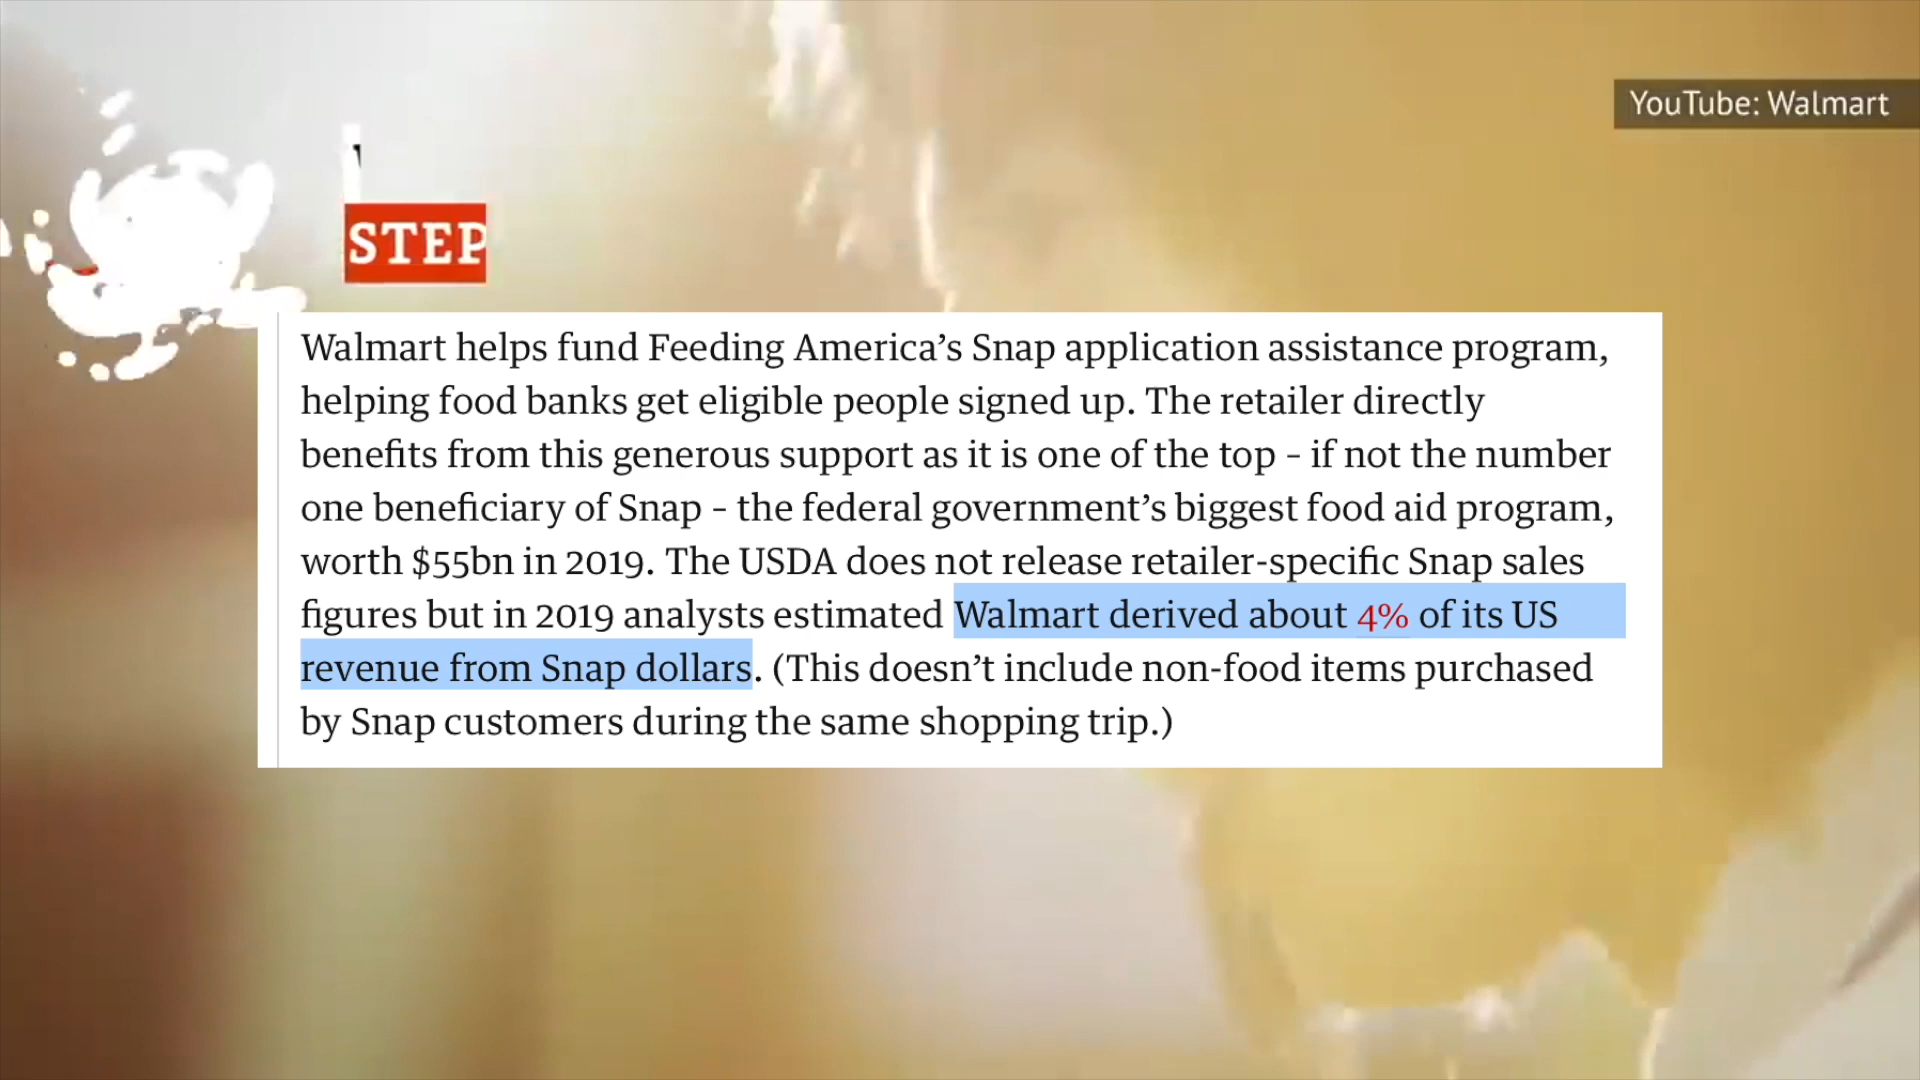 YouTube: Walmart
STEP
Walmart helps fund Feeding America’s Snap application assistance program,
helping food banks get eligible people signed up. The retailer directly
benefits from this generous support as it is one of the top – if not the number
one beneficiary of Snap – the federal government’s biggest food aid program,
worth $55bn in 2019. The USDA does not release retailer-specific Snap sales
figures but in 2019 analysts estimated Walmart derived about 4% of its US
revenue from Snap dollars. (This doesn’t include non-food items purchased
by Snap customers during the same shopping trip.)